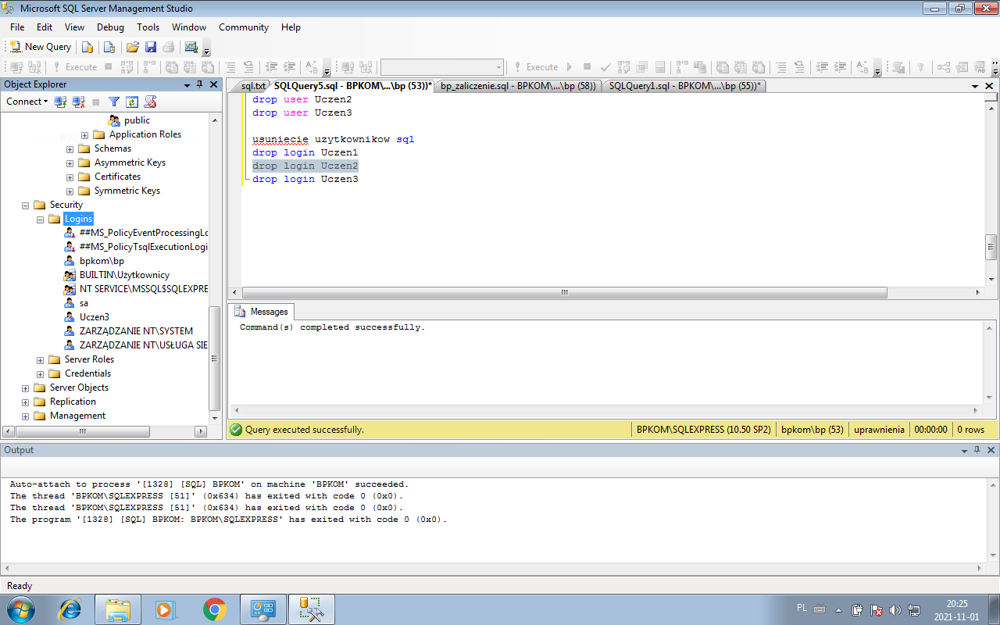 Microsoft SQL Server Management Studio
File Edit View Debug Tools Window Community Help
New Query
Execute Execute
Object Explorer
Connect
public
Application Roles
Schemas
Asymmetric Keys
Certificates
Symmetric Keys
Security
Logins
##MS_PolicyEventProcessingLo
##MS_PolicyTsqlExecutionLogi
bpkom\bp
BUILTIN\Użytkownicy
NT SERVICE\MSSQL$SQLEXPRE
sa
Uczen3
ZARZĄDZANIE NT\SYSTEM
ZARZĄDZANIE NT\USŁUGA SIE
Server Roles
Credentials
Server Objects
Replication
Management
sql.txt SQLQuery5.sql - BPKOM\...\bp (53))* bp_zaliczenie.sql - BPKOM\...\bp (58)) SQLQuery1.sql - BPKOM\...\bp (55))*
drop user Uczen2
drop user Uczen3
usuniecie uzytkownikow sql
drop login Uczen1
drop login Uczen2
drop login Uczen3
Messages
Command(s) completed successfully.
Query executed successfully. BPKOM\SQLEXPRESS (10.50 SP2) bpkom\bp (53) uprawnienia 00:00:00 0 rows
Output
Auto-attach to process '[1328] [SQL] BPKOM' on machine 'BPKOM' succeeded.
The thread 'BPKOM\SQLEXPRESS [51]' (0x634) has exited with code 0 (0x0).
The thread 'BPKOM\SQLEXPRESS [51]' (0x634) has exited with code 0 (0x0).
The program '[1328] [SQL] BPKOM: BPKOM\SQLEXPRESS' has exited with code 0 (0x0).
Ready
PL
20:25
2021-11-01